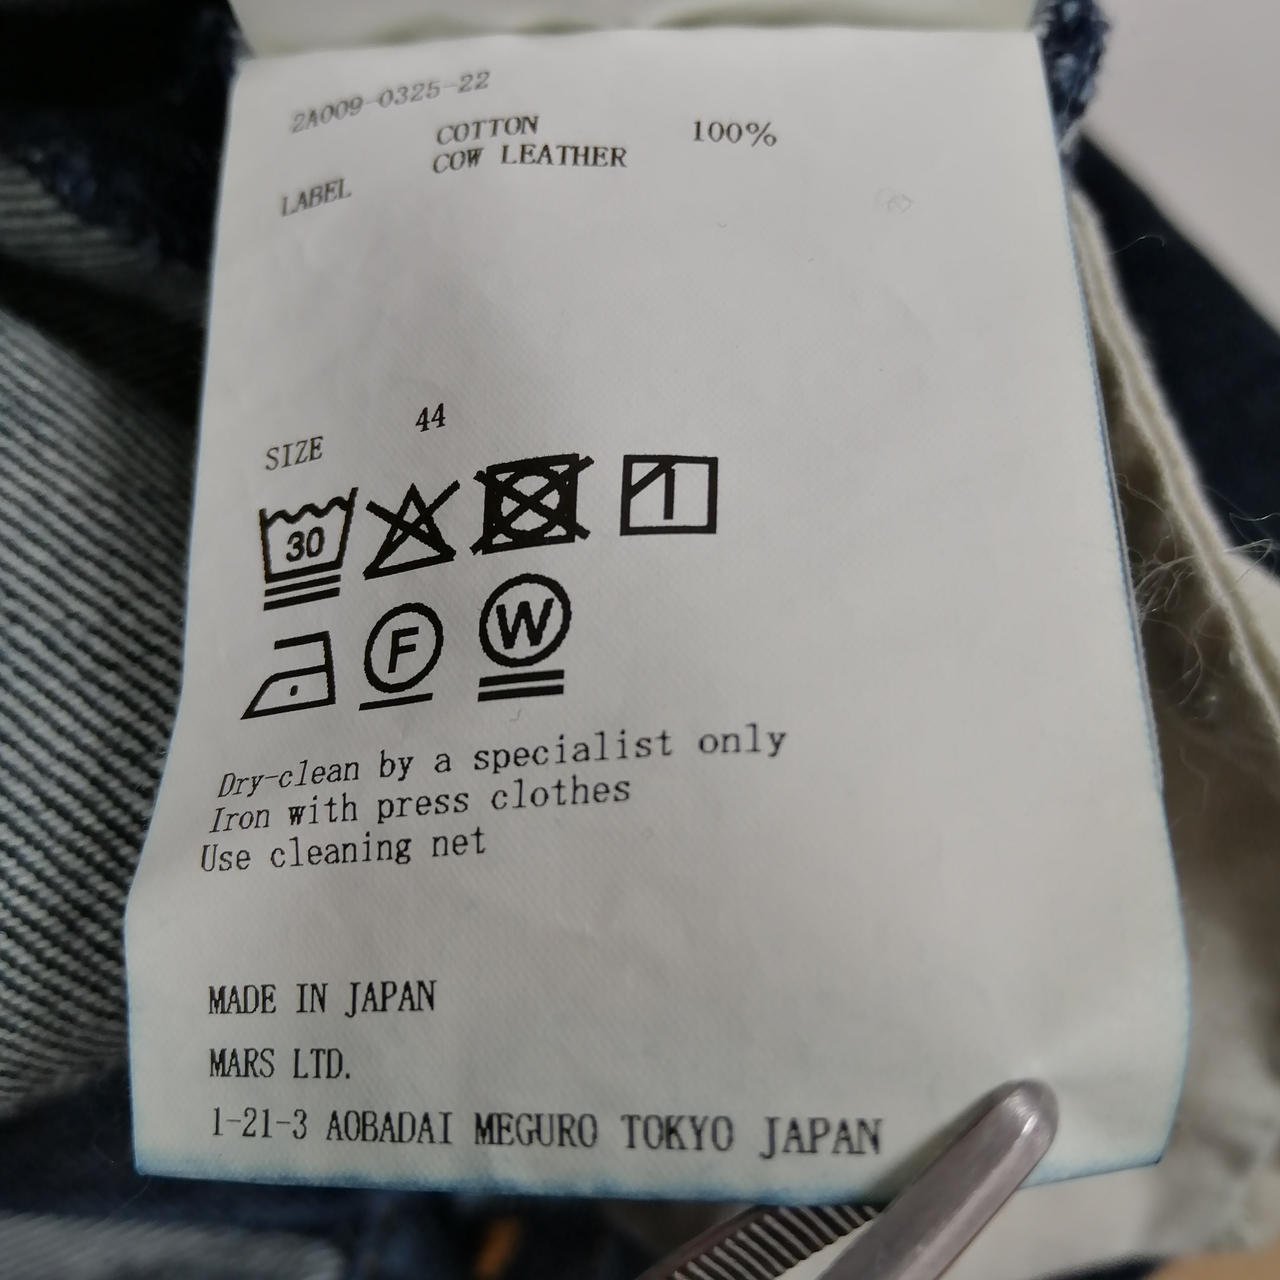 2A009-0325-22
COTTON 100%
LABEL COW LEATHER
SIZE 44
30
F W
Dry-clean by a specialist only
Iron with press clothes
Use cleaning net
MADE IN JAPAN
MARS LTD.
1-21-3 AOBADAI MEGURO TOKYO JAPAN